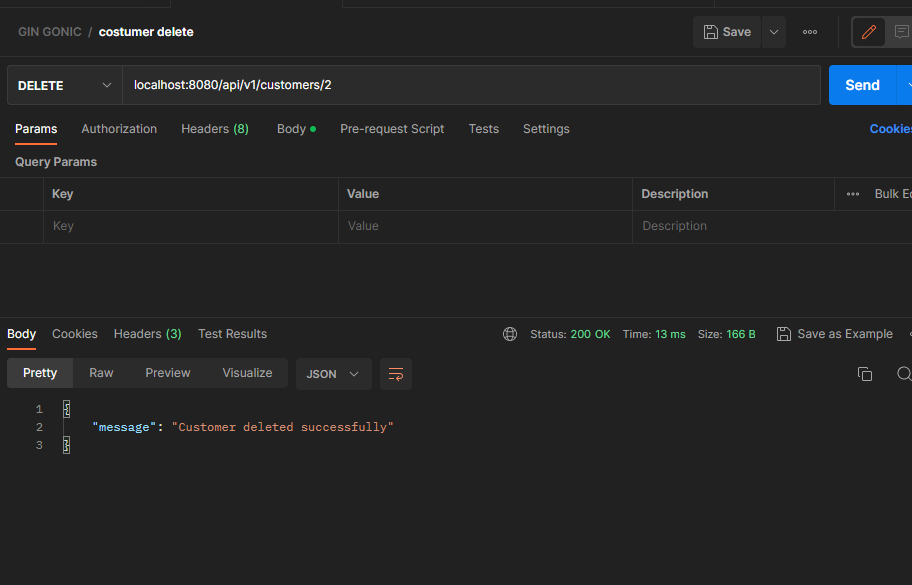 GIN GONIC / costumer delete Save
DELETE localhost:8080/api/v1/customers/2 Send
Params Authorization Headers (8) Body Pre-request Script Tests Settings Cookies
Query Params
Key Value Description Bulk Ed
Key Value Description
Body Cookies Headers (3) Test Results Status: 200 OK Time: 13 ms Size: 166 B Save as Example
Pretty Raw Preview Visualize JSON
1 {
2 "message": "Customer deleted successfully"
3 }